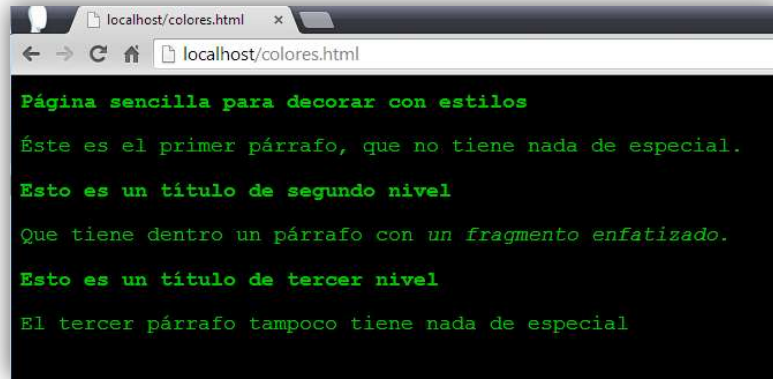 localhost/colores.html
localhost/colores.html
Página sencilla para decorar con estilos
Éste es el primer párrafo, que no tiene nada de especial.
Esto es un título de segundo nivel
Que tiene dentro un párrafo con un fragmento enfatizado.
Esto es un título de tercer nivel
El tercer párrafo tampoco tiene nada de especial